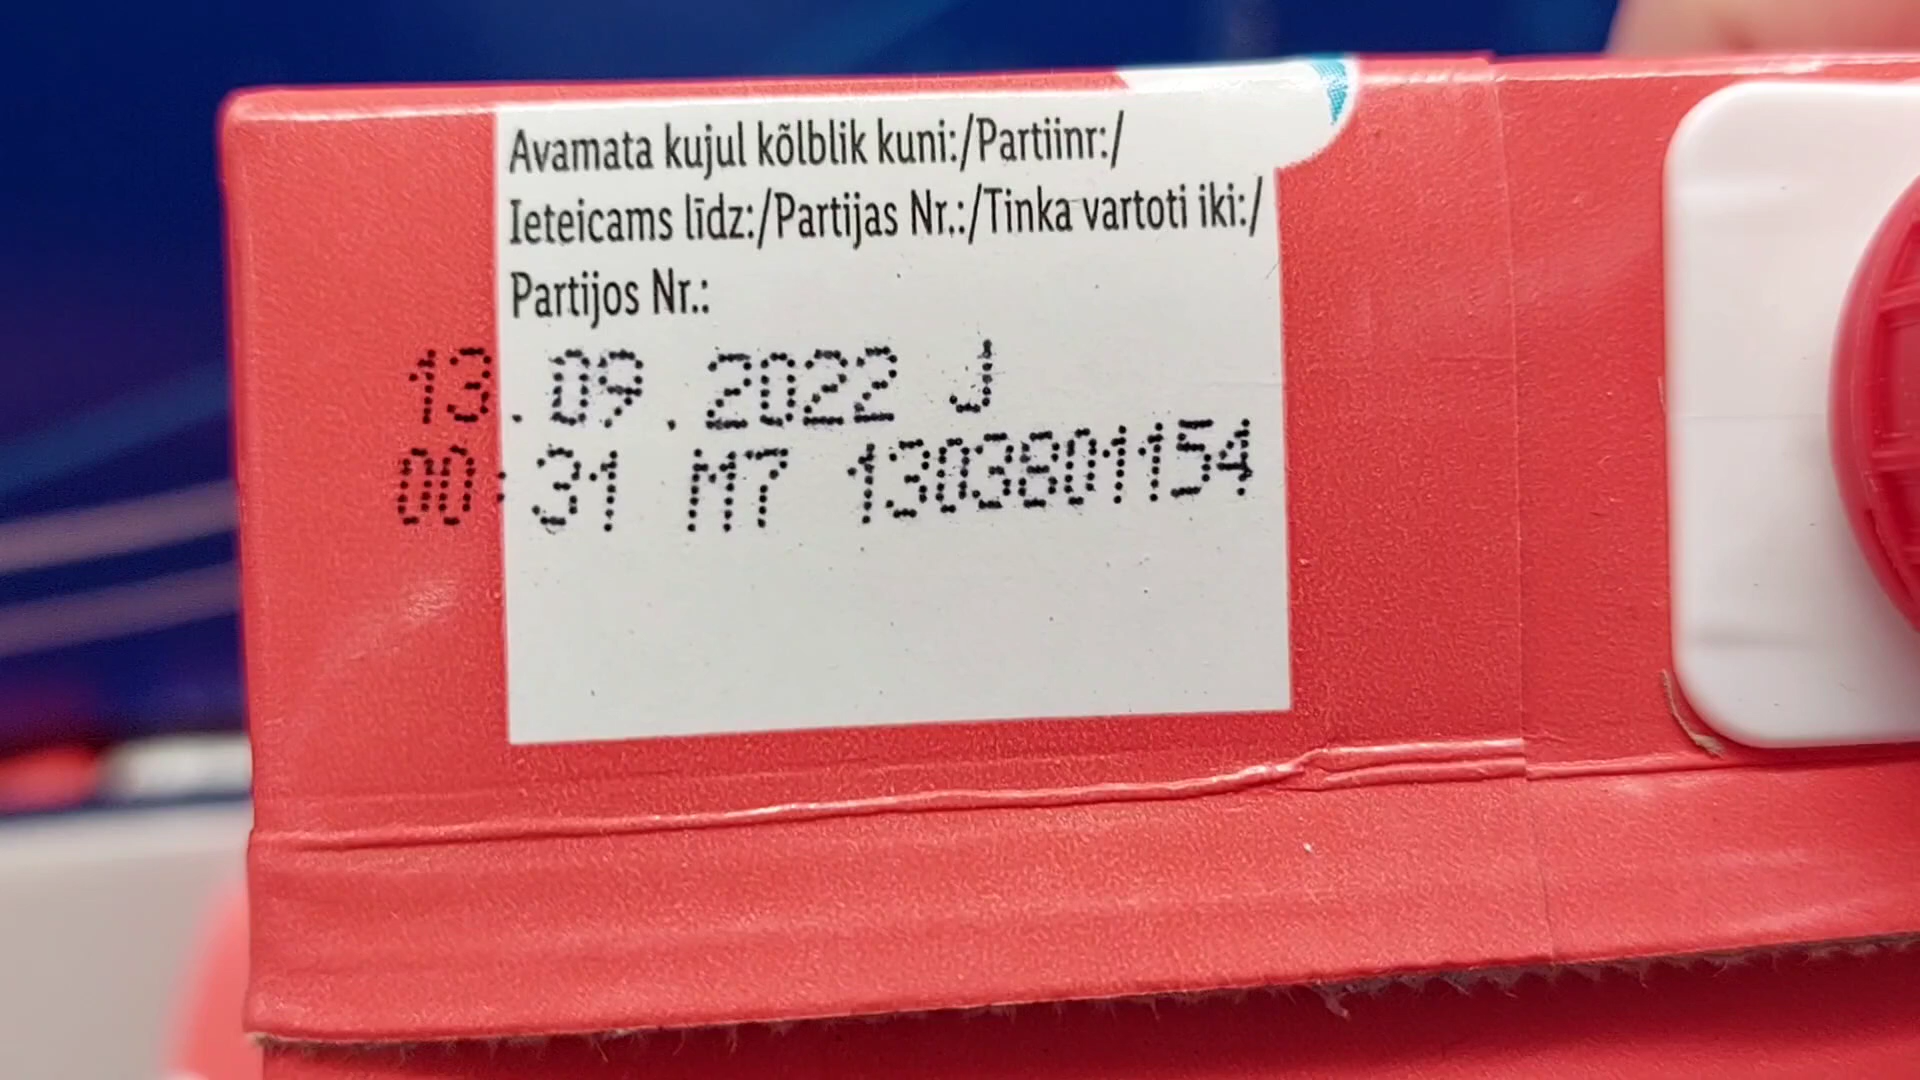 Avamata kujul kõlblik kuni:/Partiinr:/
Ieteicams līdz:/Partijas Nr.:/Tinka vartoti iki:/
Partijos Nr.:
13.09.2022 J
00:31 M7 1303801154